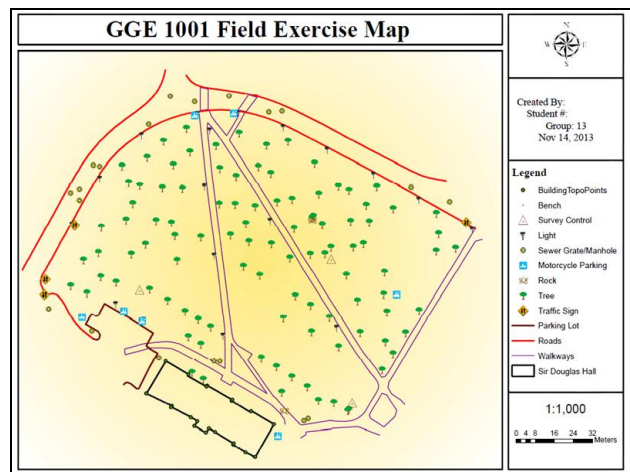 GGE 1001 Field Exercise Map
N
W E
S
Created By:
Student #:
Group: 13
Nov 14, 2013
Legend
BuildingTopoPoints
Bench
Survey Control
Light
Sewer Grate/Manhole
Motorcycle Parking
Rock
Tree
Traffic Sign
Parking Lot
Roads
Walkways
Sir Douglas Hall
1:1,000
0 4 8 16 24 32
Meters